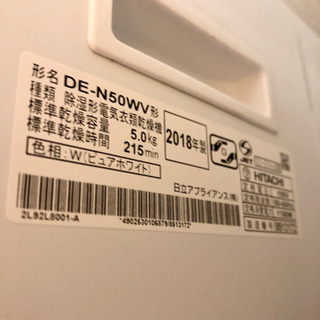 形名 DE-N50WV形
種類 除湿形電気衣類乾燥機
標準乾燥容量 5.0kg
標準乾燥時間 215min
2018年製
色相：W(ピュアホワイト)
日立アプライアンス(株)
2L92L8001-A
JET
HITACHI